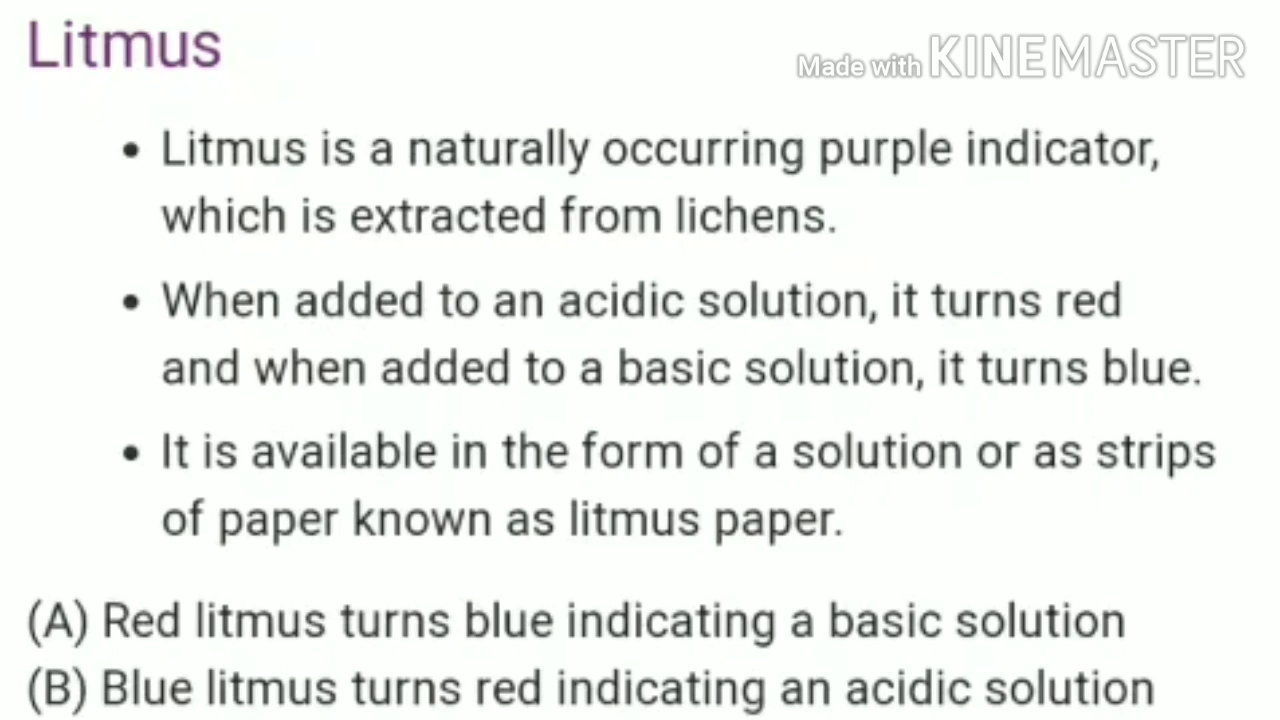 Litmus
Made with KINEMASTER
• Litmus is a naturally occurring purple indicator,
which is extracted from lichens.
• When added to an acidic solution, it turns red
and when added to a basic solution, it turns blue.
• It is available in the form of a solution or as strips
of paper known as litmus paper.
(A) Red litmus turns blue indicating a basic solution
(B) Blue litmus turns red indicating an acidic solution